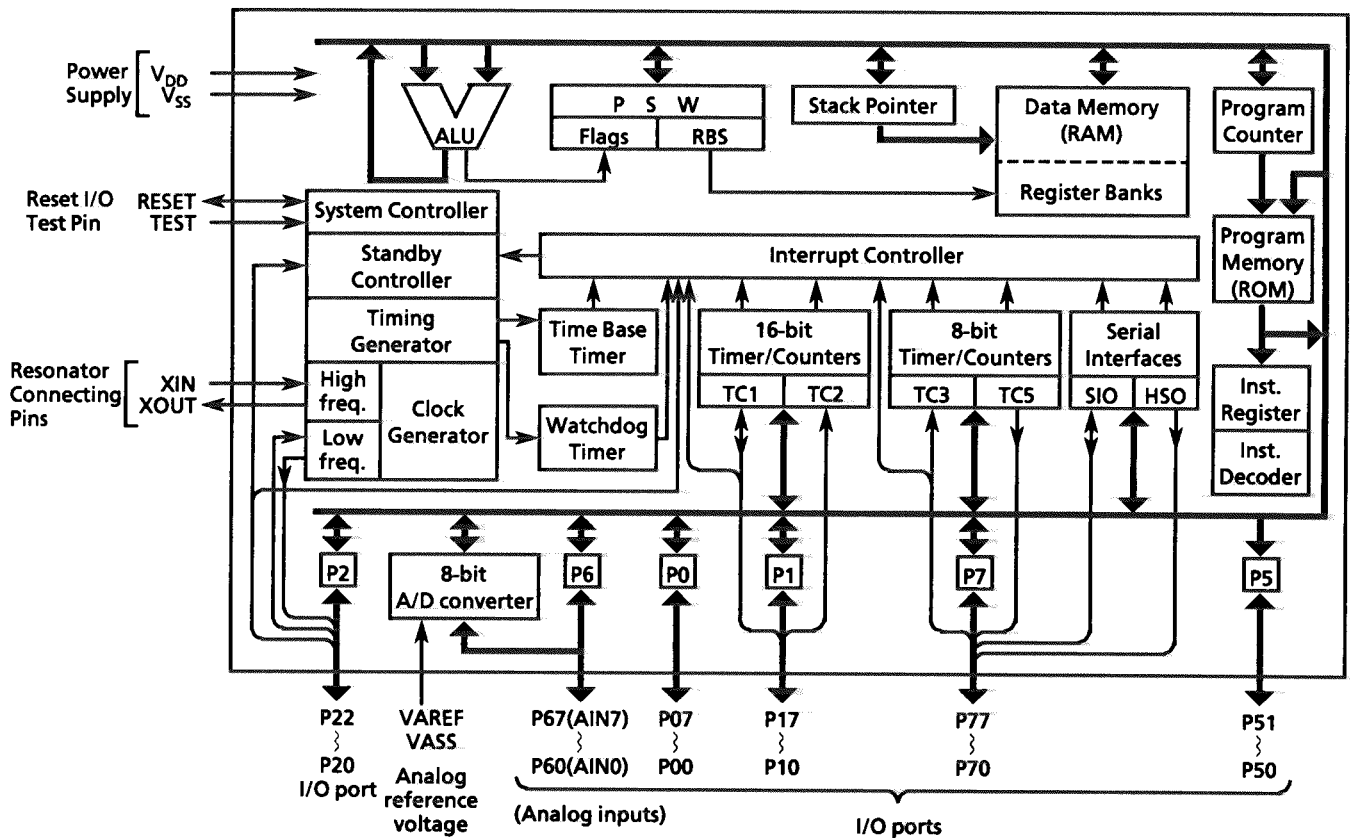 Power
Supply
VDD
VSS
ALU
P S W
Flags
RBS
Stack Pointer
Data Memory
(RAM)
Register Banks
Program
Counter
Reset I/O
Test Pin
RESET
TEST
System Controller
Standby
Controller
Timing
Generator
High
freq.
Low
freq.
Clock
Generator
Interrupt Controller
Program
Memory
(ROM)
Time Base
Timer
Watchdog
Timer
16-bit
Timer/Counters
TC1
TC2
8-bit
Timer/Counters
TC3
TC5
Serial
Interfaces
SIO
HSO
Inst.
Register
Inst.
Decoder
Resonator
Connecting
Pins
XIN
XOUT
P2
8-bit
A/D converter
P6
P0
P1
P7
P5
P22
P20
I/O port
VAREF
VASS
Analog
reference
voltage
P67(AIN7)
P60(AIN0)
(Analog inputs)
P07
P00
P17
P10
P77
P70
P51
P50
I/O ports